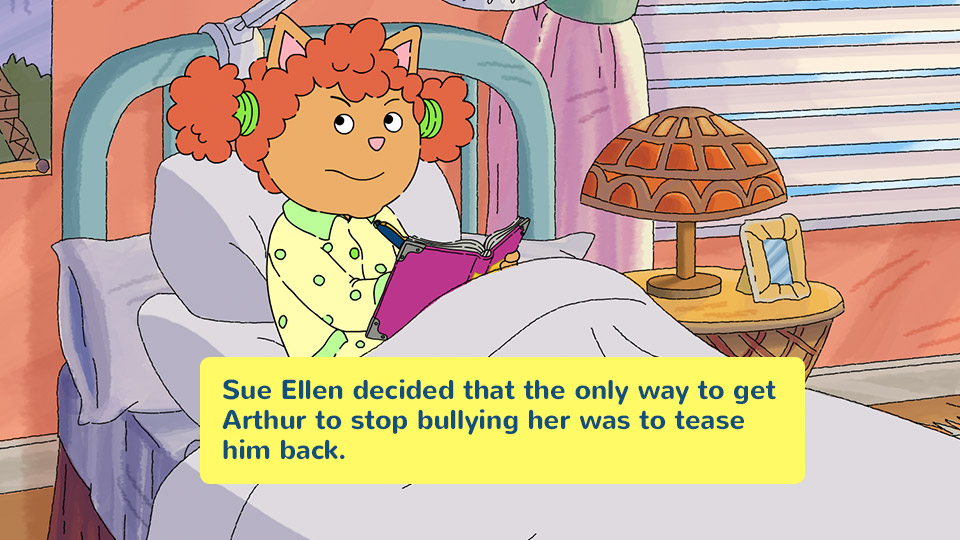 Sue Ellen decided that the only way to get
Arthur to stop bullying her was to tease
him back.